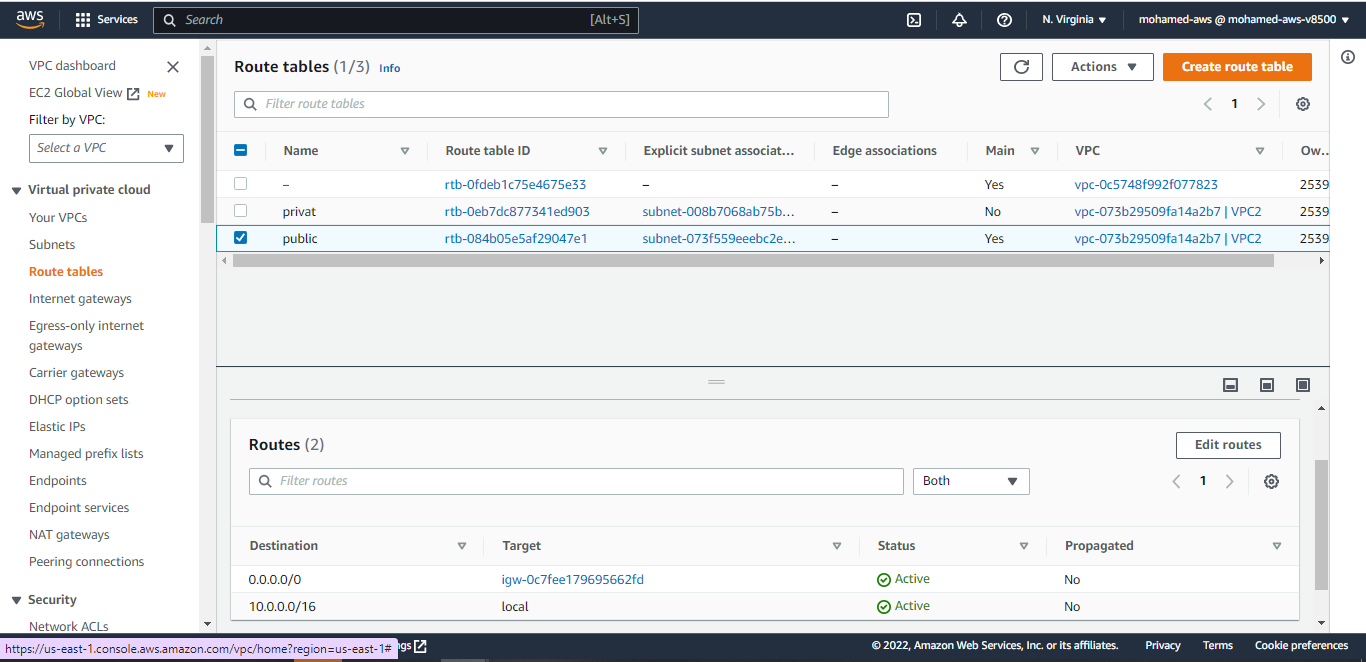 aws Services Search [Alt+S] N. Virginia mohamed-aws @ mohamed-aws-v8500
VPC dashboard
EC2 Global View New
Filter by VPC:
Select a VPC
Virtual private cloud
Your VPCs
Subnets
Route tables
Internet gateways
Egress-only internet
gateways
Carrier gateways
DHCP option sets
Elastic IPs
Managed prefix lists
Endpoints
Endpoint services
NAT gateways
Peering connections
Security
Network ACLs
Route tables (1/3) Info Actions Create route table
Filter route tables 1
Name Route table ID Explicit subnet associat... Edge associations Main VPC Ow...
– rtb-0fdeb1c75e4675e33 – – Yes vpc-0c5748f992f077823 2539
privat rtb-0eb7dc877341ed903 subnet-008b7068ab75b... – No vpc-073b29509fa14a2b7 | VPC2 2539
public rtb-084b05e5af29047e1 subnet-073f559eeebc2e... – Yes vpc-073b29509fa14a2b7 | VPC2 2539
Routes (2) Edit routes
Filter routes Both 1
Destination Target Status Propagated
0.0.0.0/0 igw-0c7fee179695662fd Active No
10.0.0.0/16 local Active No
https://us-east-1.console.aws.amazon.com/vpc/home?region=us-east-1# © 2022, Amazon Web Services, Inc. or its affiliates. Privacy Terms Cookie preferences